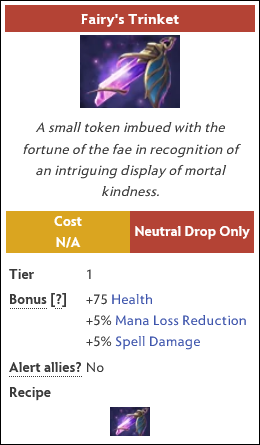 Fairy's Trinket
A small token imbued with the
fortune of the fae in recognition of
an intriguing display of mortal
kindness.
Cost
N/A
Neutral Drop Only
Tier 1
Bonus [?] +75 Health
+5% Mana Loss Reduction
+5% Spell Damage
Alert allies? No
Recipe